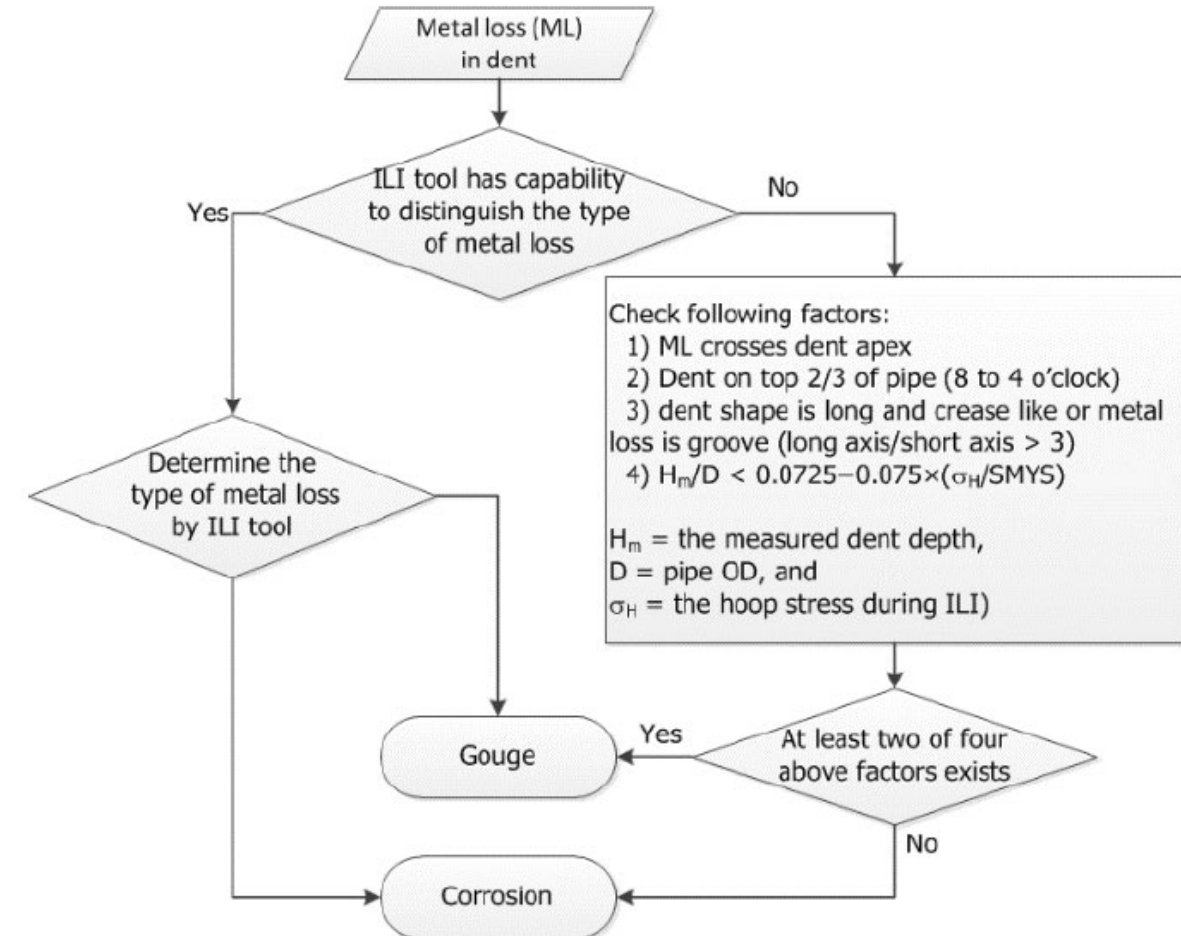 Metal loss (ML)
in dent
ILI tool has capability
to distinguish the type
of metal loss
Yes
No
Check following factors:
1) ML crosses dent apex
2) Dent on top 2/3 of pipe (8 to 4 o’clock)
3) dent shape is long and crease like or metal
loss is groove (long axis/short axis > 3)
4) Hₘ/D < 0.0725−0.075×(σH/SMYS)
Hₘ = the measured dent depth,
D = pipe OD, and
σH = the hoop stress during ILI)
Determine the
type of metal loss
by ILI tool
At least two of four
above factors exists
Yes
Gouge
No
Corrosion